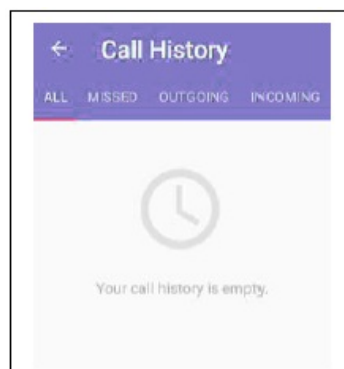 Call History
ALL MISSED OUTGOING INCOMING
Your call history is empty.